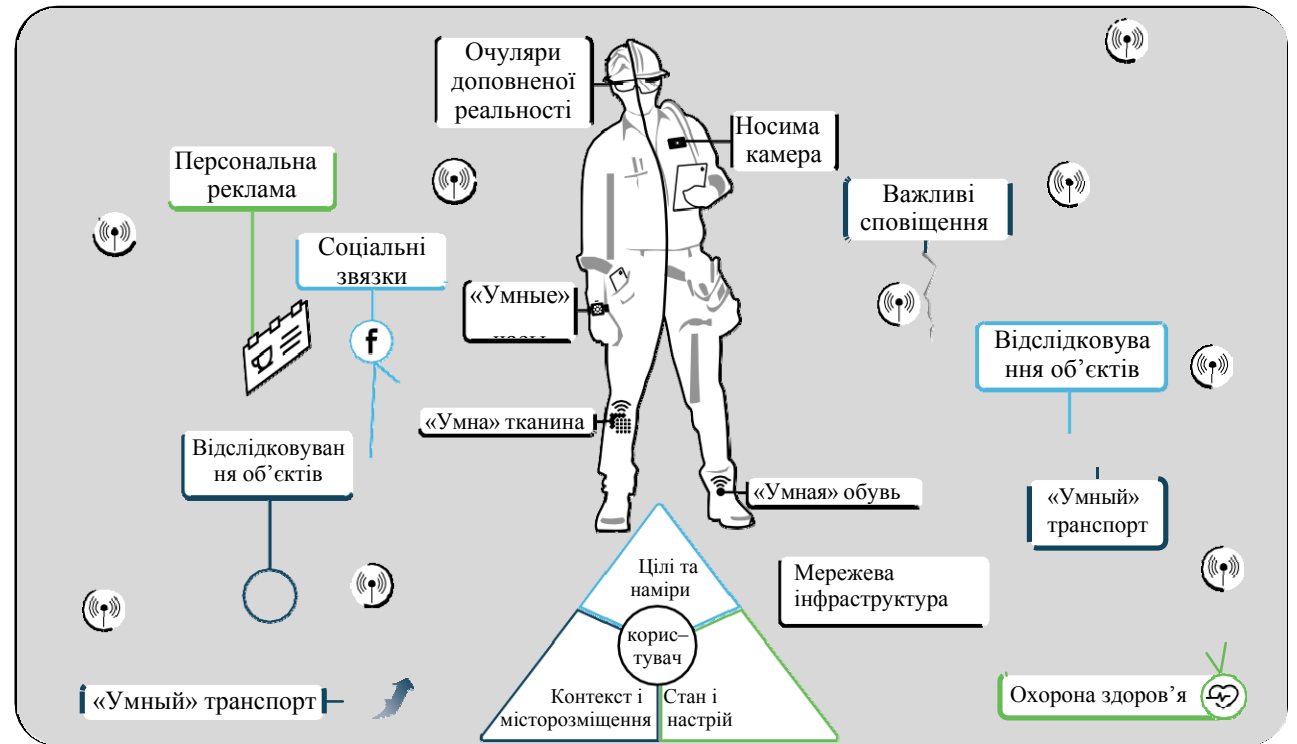 Очуляри
доповненої
реальності
Носима
камера
Персональна
реклама
Важливі
сповіщення
Соціальні
звязки
«Умные»
f
Відслідковува
ння об’єктів
«Умна» тканина
Відслідковуван
ня об’єктів
«Умная» обувь
«Умный»
транспорт
Цілі та
наміри
Мережева
інфраструктура
корис–
тувач
Контекст і
місторозміщення
Стан і
настрій
«Умный» транспорт
Охорона здоров’я